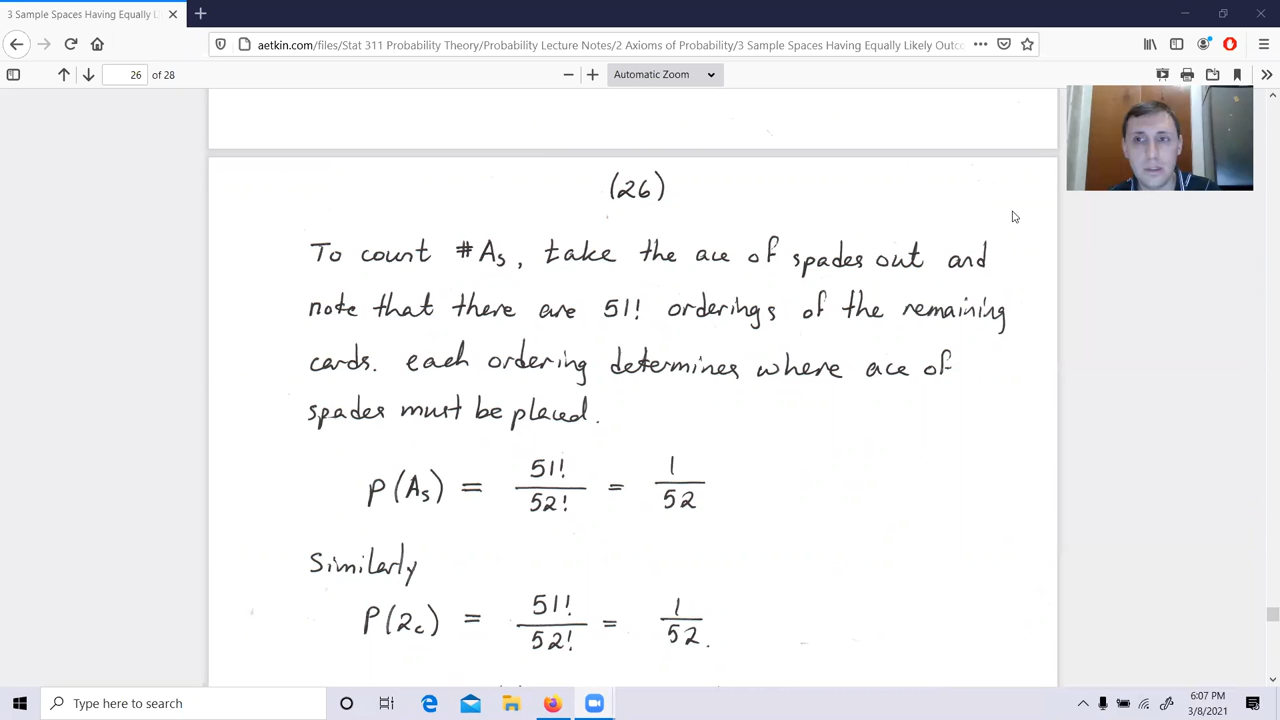 3 Sample Spaces Having Equally Li
aetkin.com/files/Stat 311 Probability Theory/Probability Lecture Notes/2 Axioms of Probability/3 Sample Spaces Having Equally Likely Outco
26 of 28
Automatic Zoom
(26)
To count #As, take the ace of spades out and
note that there are 51! orderings of the remaining
cards. each ordering determines where ace of
spades must be placed.
P(As) = 51!/52! = 1/52
Similarly
P(2c) = 51!/52! = 1/52.
Type here to search
6:07 PM
3/8/2021